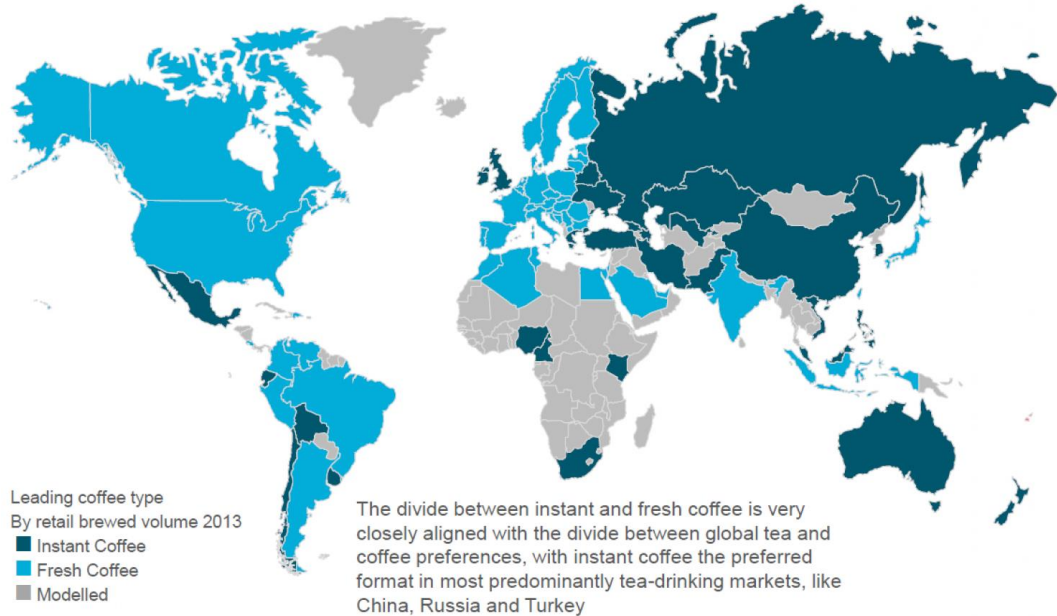 Leading coffee type
By retail brewed volume 2013
Instant Coffee
Fresh Coffee
Modelled
The divide between instant and fresh coffee is very
closely aligned with the divide between global tea and
coffee preferences, with instant coffee the preferred
format in most predominantly tea-drinking markets, like
China, Russia and Turkey